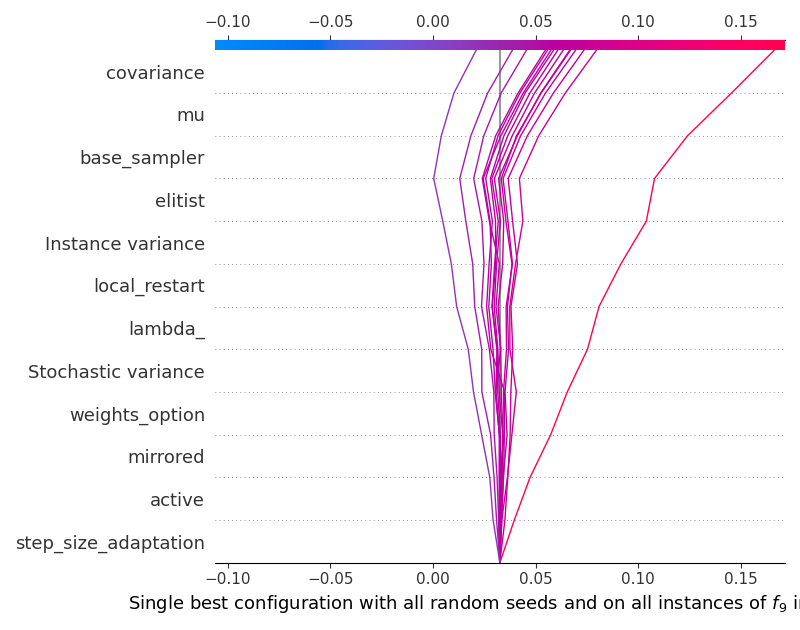 −0.10 −0.05 0.00 0.05 0.10 0.15
covariance
mu
base_sampler
elitist
Instance variance
local_restart
lambda_
Stochastic variance
weights_option
mirrored
active
step_size_adaptation
−0.10 −0.05 0.00 0.05 0.10 0.15
Single best configuration with all random seeds and on all instances of f₉ i